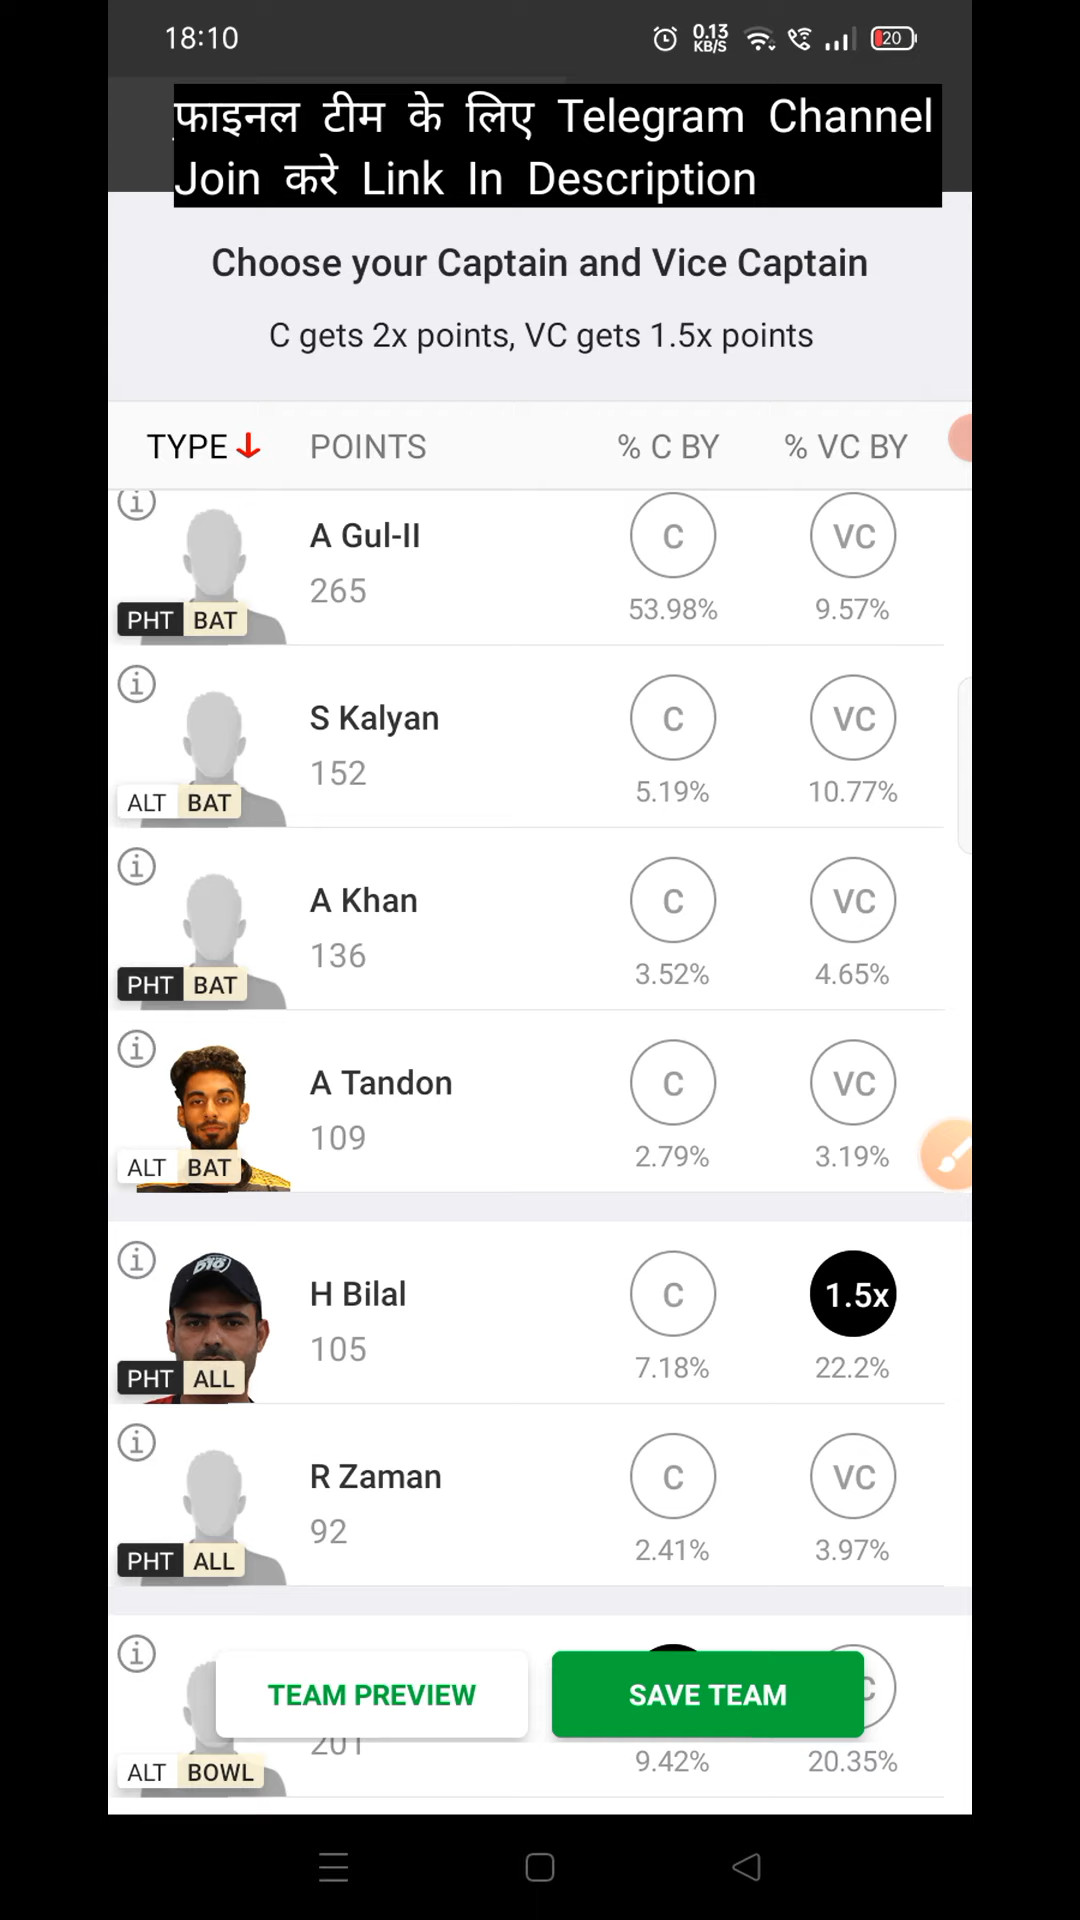 18:10 0.13 KB/S 20
फाइनल टीम के लिए Telegram Channel
Join करे Link In Description
Choose your Captain and Vice Captain
C gets 2x points, VC gets 1.5x points
TYPE POINTS % C BY % VC BY
A Gul-II C VC
265 53.98% 9.57%
PHT BAT
S Kalyan C VC
152 5.19% 10.77%
ALT BAT
A Khan C VC
136 3.52% 4.65%
PHT BAT
A Tandon C VC
109 2.79% 3.19%
ALT BAT
H Bilal C 1.5x
105 7.18% 22.2%
PHT ALL
R Zaman C VC
92 2.41% 3.97%
PHT ALL
TEAM PREVIEW SAVE TEAM
201 9.42% 20.35%
ALT BOWL